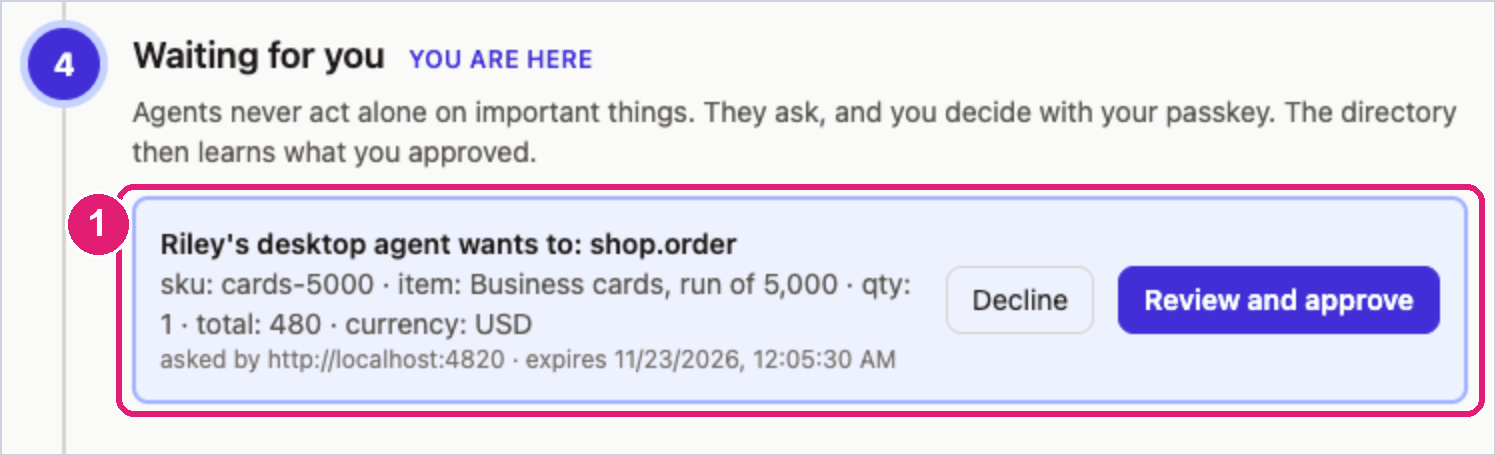 4
Waiting for you YOU ARE HERE
Agents never act alone on important things. They ask, and you decide with your passkey. The directory
then learns what you approved.
1
Riley's desktop agent wants to: shop.order
sku: cards-5000 · item: Business cards, run of 5,000 · qty:
1 · total: 480 · currency: USD
asked by http://localhost:4820 · expires 11/23/2026, 12:05:30 AM
Decline
Review and approve